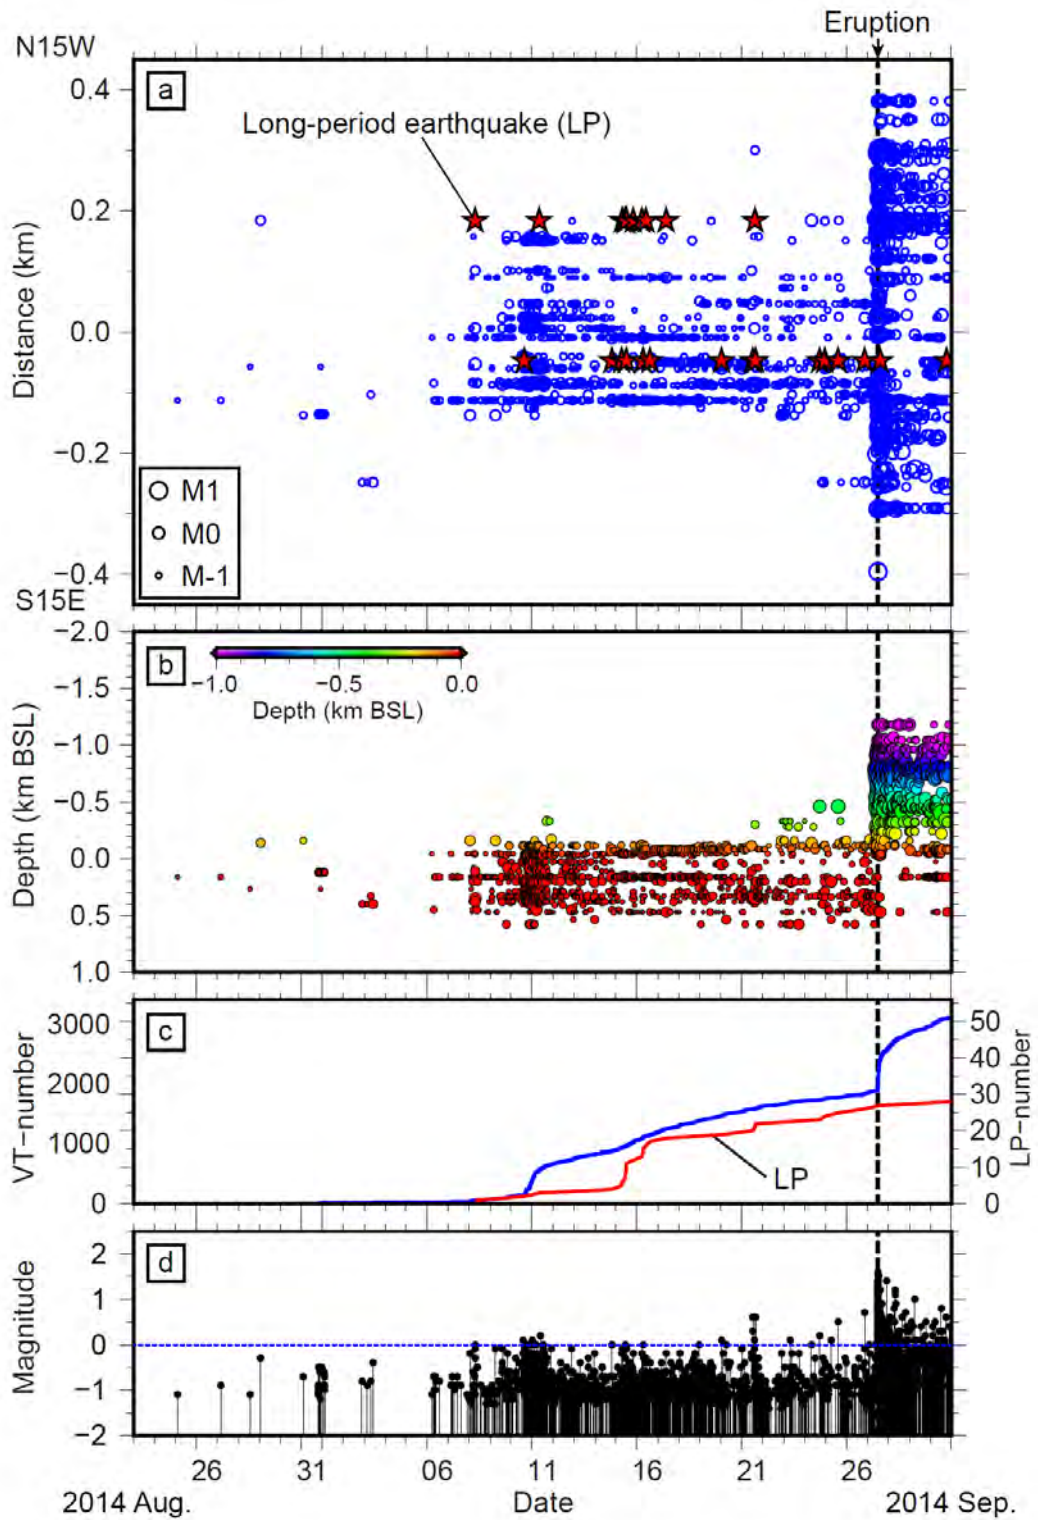 Eruption
N15W
a
0.4
Long-period earthquake (LP)
0.2
Distance (km)
0.0
−0.2
M1
M0
M-1
−0.4
S15E
−2.0
b
−1.0
−0.5
0.0
Depth (km BSL)
−1.5
−1.0
Depth (km BSL)
−0.5
0.0
0.5
1.0
c
3000
50
40
2000
30
VT−number
LP−number
20
1000
LP
10
0
0
d
2
1
Magnitude
0
−1
−2
26
31
06
11
16
21
26
2014 Aug.
Date
2014 Sep.